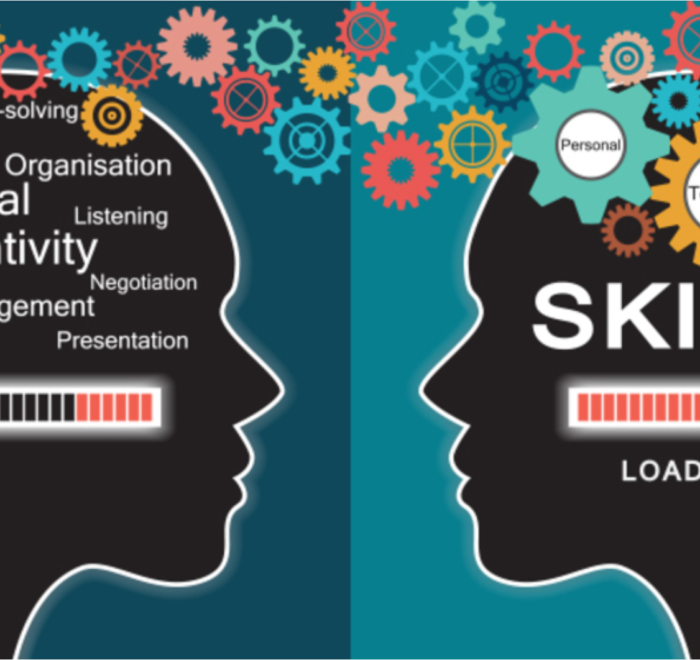 -solving
Organisation
al
Listening
tivity
Negotiation
gement
Presentation
Personal
T
SKI
LOAD